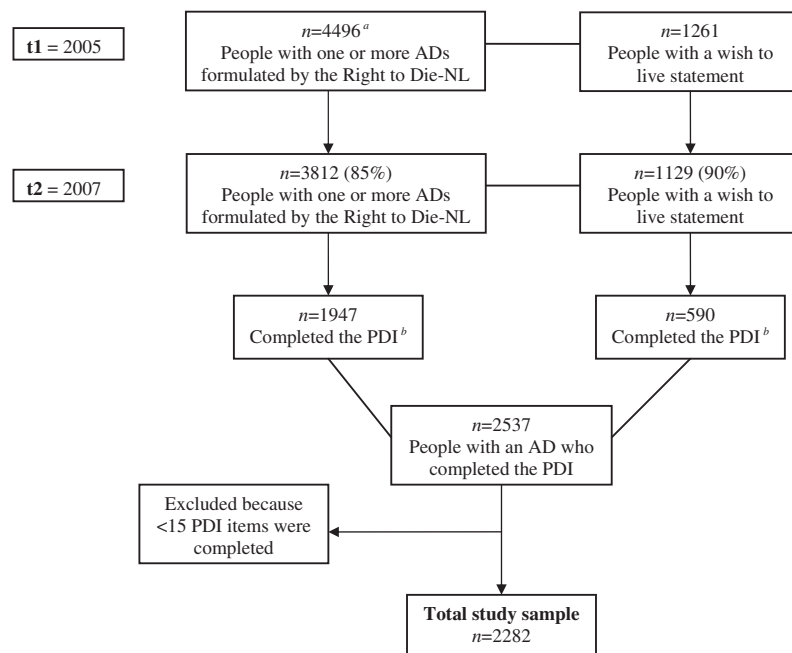 t1 = 2005
n=4496 a
People with one or more ADs
formulated by the Right to Die-NL
n=1261
People with a wish to
live statement
t2 = 2007
n=3812 (85%)
People with one or more ADs
formulated by the Right to Die-NL
n=1129 (90%)
People with a wish to
live statement
n=1947
Completed the PDI b
n=590
Completed the PDI b
n=2537
People with an AD who
completed the PDI
Excluded because
<15 PDI items were
completed
Total study sample
n=2282